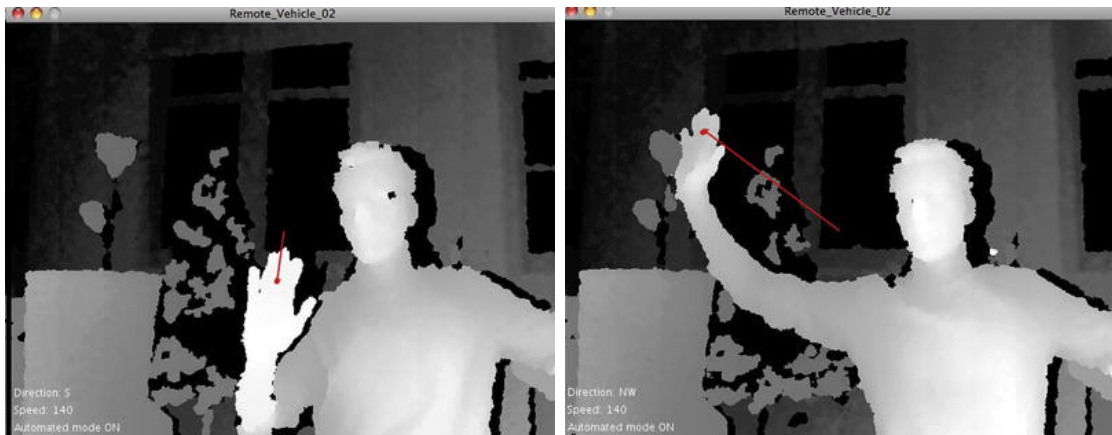 Remote_Vehicle_02
Direction: S
Speed: 140
Automated mode ON
Remote_Vehicle_02
Direction: NW
Speed: 140
Automated mode ON